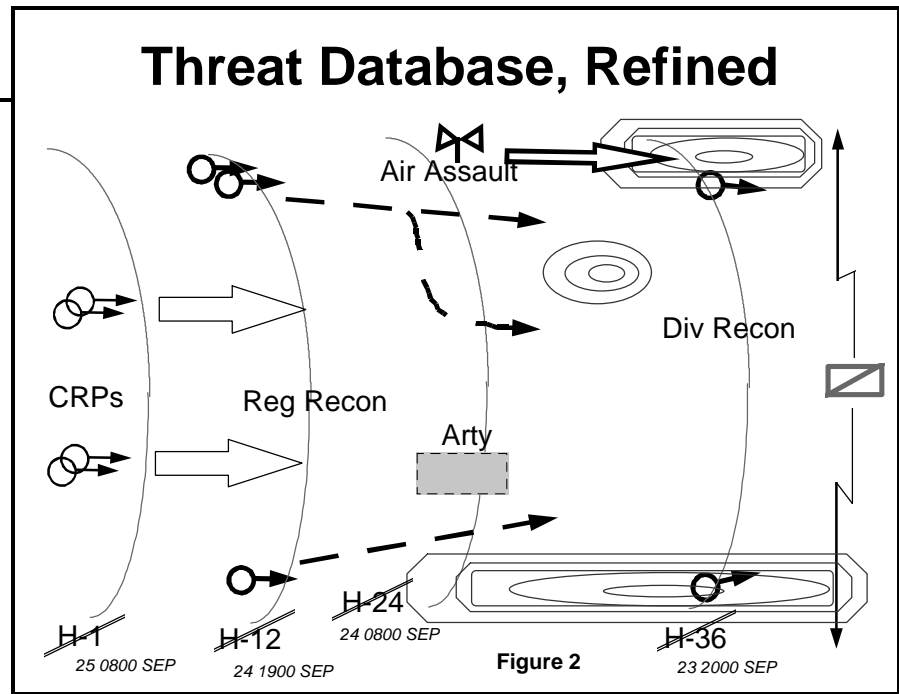 Threat Database, Refined
Air Assault
Div Recon
CRPs
Reg Recon
Arty
H-1
25 0800 SEP
H-12
24 1900 SEP
H-24
24 0800 SEP
Figure 2
H-36
23 2000 SEP